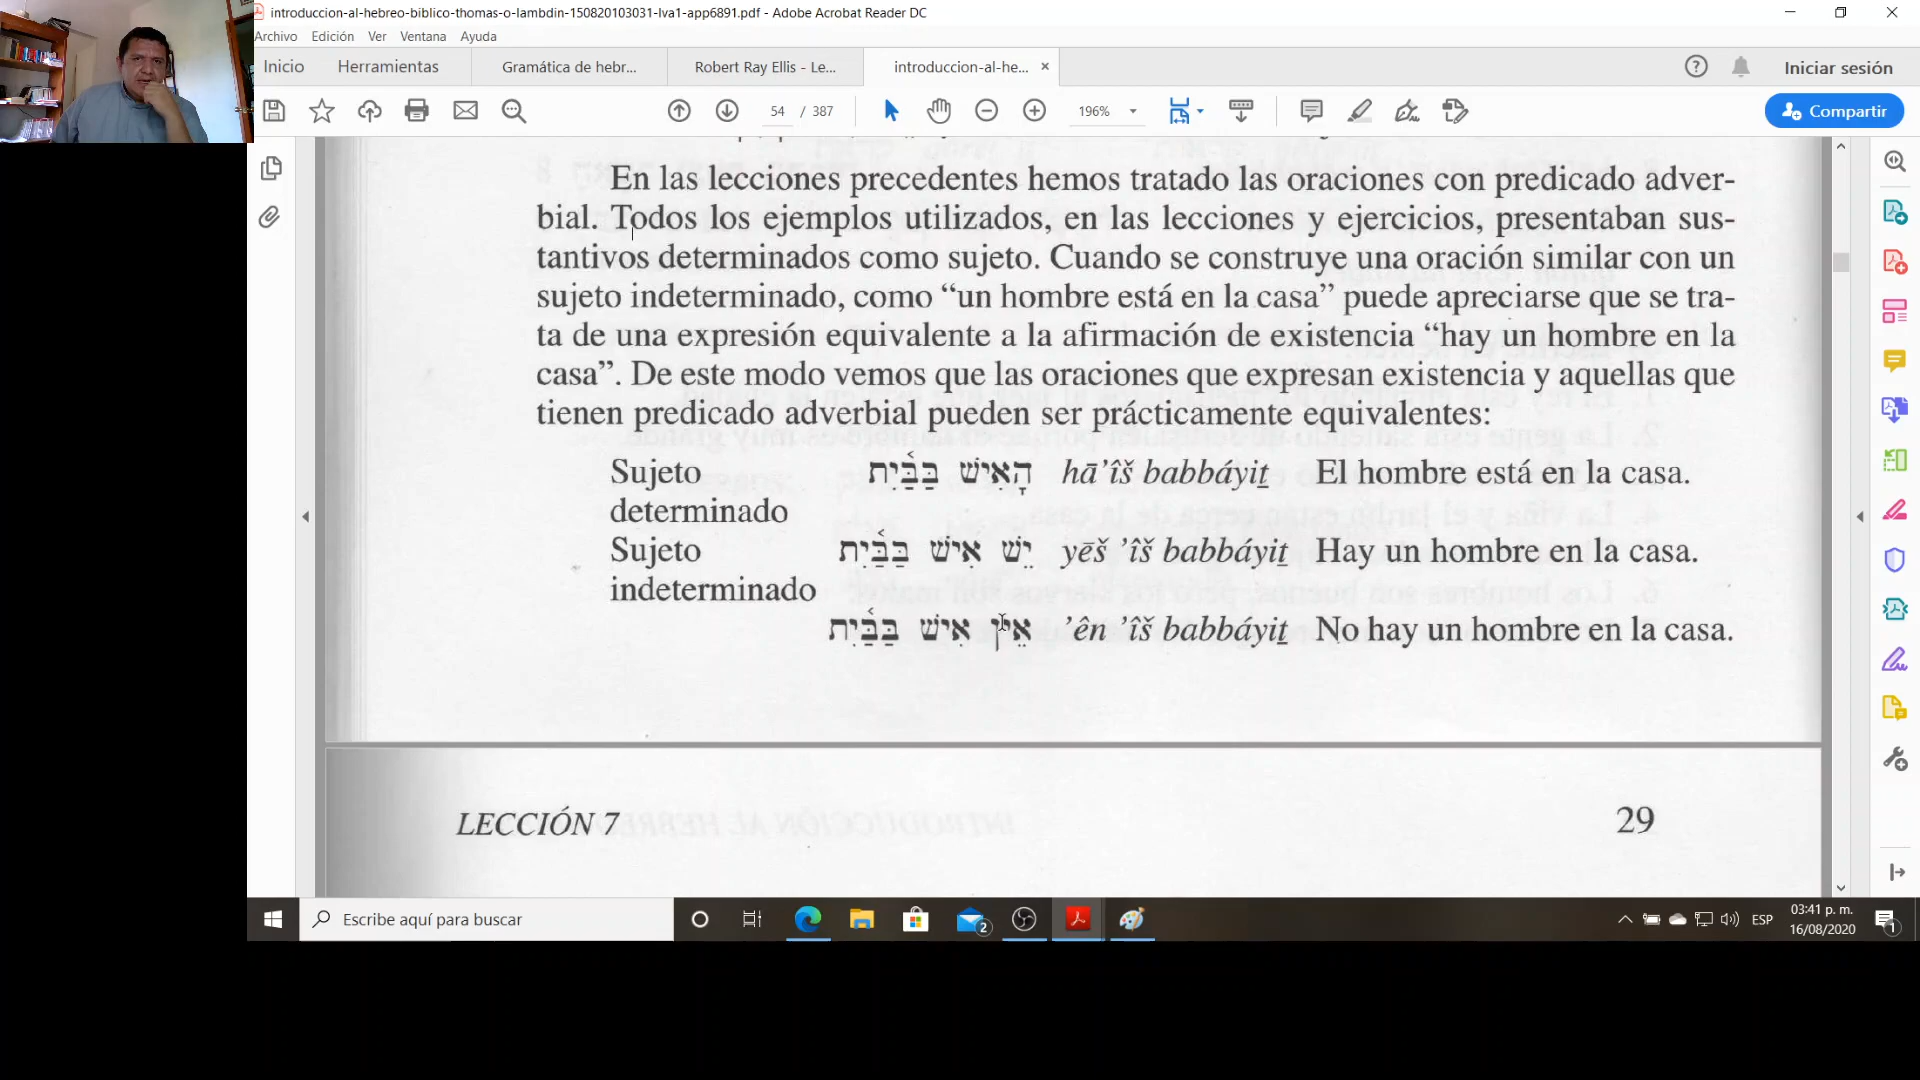 introduccion-al-hebreo-biblico-thomas-o-lambdin-150820103031-lva1-app6891.pdf - Adobe Acrobat Reader DC
Archivo Edición Ver Ventana Ayuda
Inicio Herramientas Gramática de hebr... Robert Ray Ellis - Le... introduccion-al-he... × Iniciar sesión
54 / 387 196% Compartir
En las lecciones precedentes hemos tratado las oraciones con predicado adver-
bial. Todos los ejemplos utilizados, en las lecciones y ejercicios, presentaban sus-
tantivos determinados como sujeto. Cuando se construye una oración similar con un
sujeto indeterminado, como “un hombre está en la casa” puede apreciarse que se tra-
ta de una expresión equivalente a la afirmación de existencia “hay un hombre en la
casa”. De este modo vemos que las oraciones que expresan existencia y aquellas que
tienen predicado adverbial pueden ser prácticamente equivalentes:
Sujeto הָאִישׁ בַּבַּ֫יִת hā’îš babbáyiṯ El hombre está en la casa.
determinado
Sujeto יֵשׁ אִישׁ בַּבַּ֫יִת yēš ’îš babbáyiṯ Hay un hombre en la casa.
indeterminado
אֵין אִישׁ בַּבַּ֫יִת ’ên ’îš babbáyiṯ No hay un hombre en la casa.
LECCIÓN 7 29
Escribe aquí para buscar 2 ESP 03:41 p. m.
16/08/2020 1